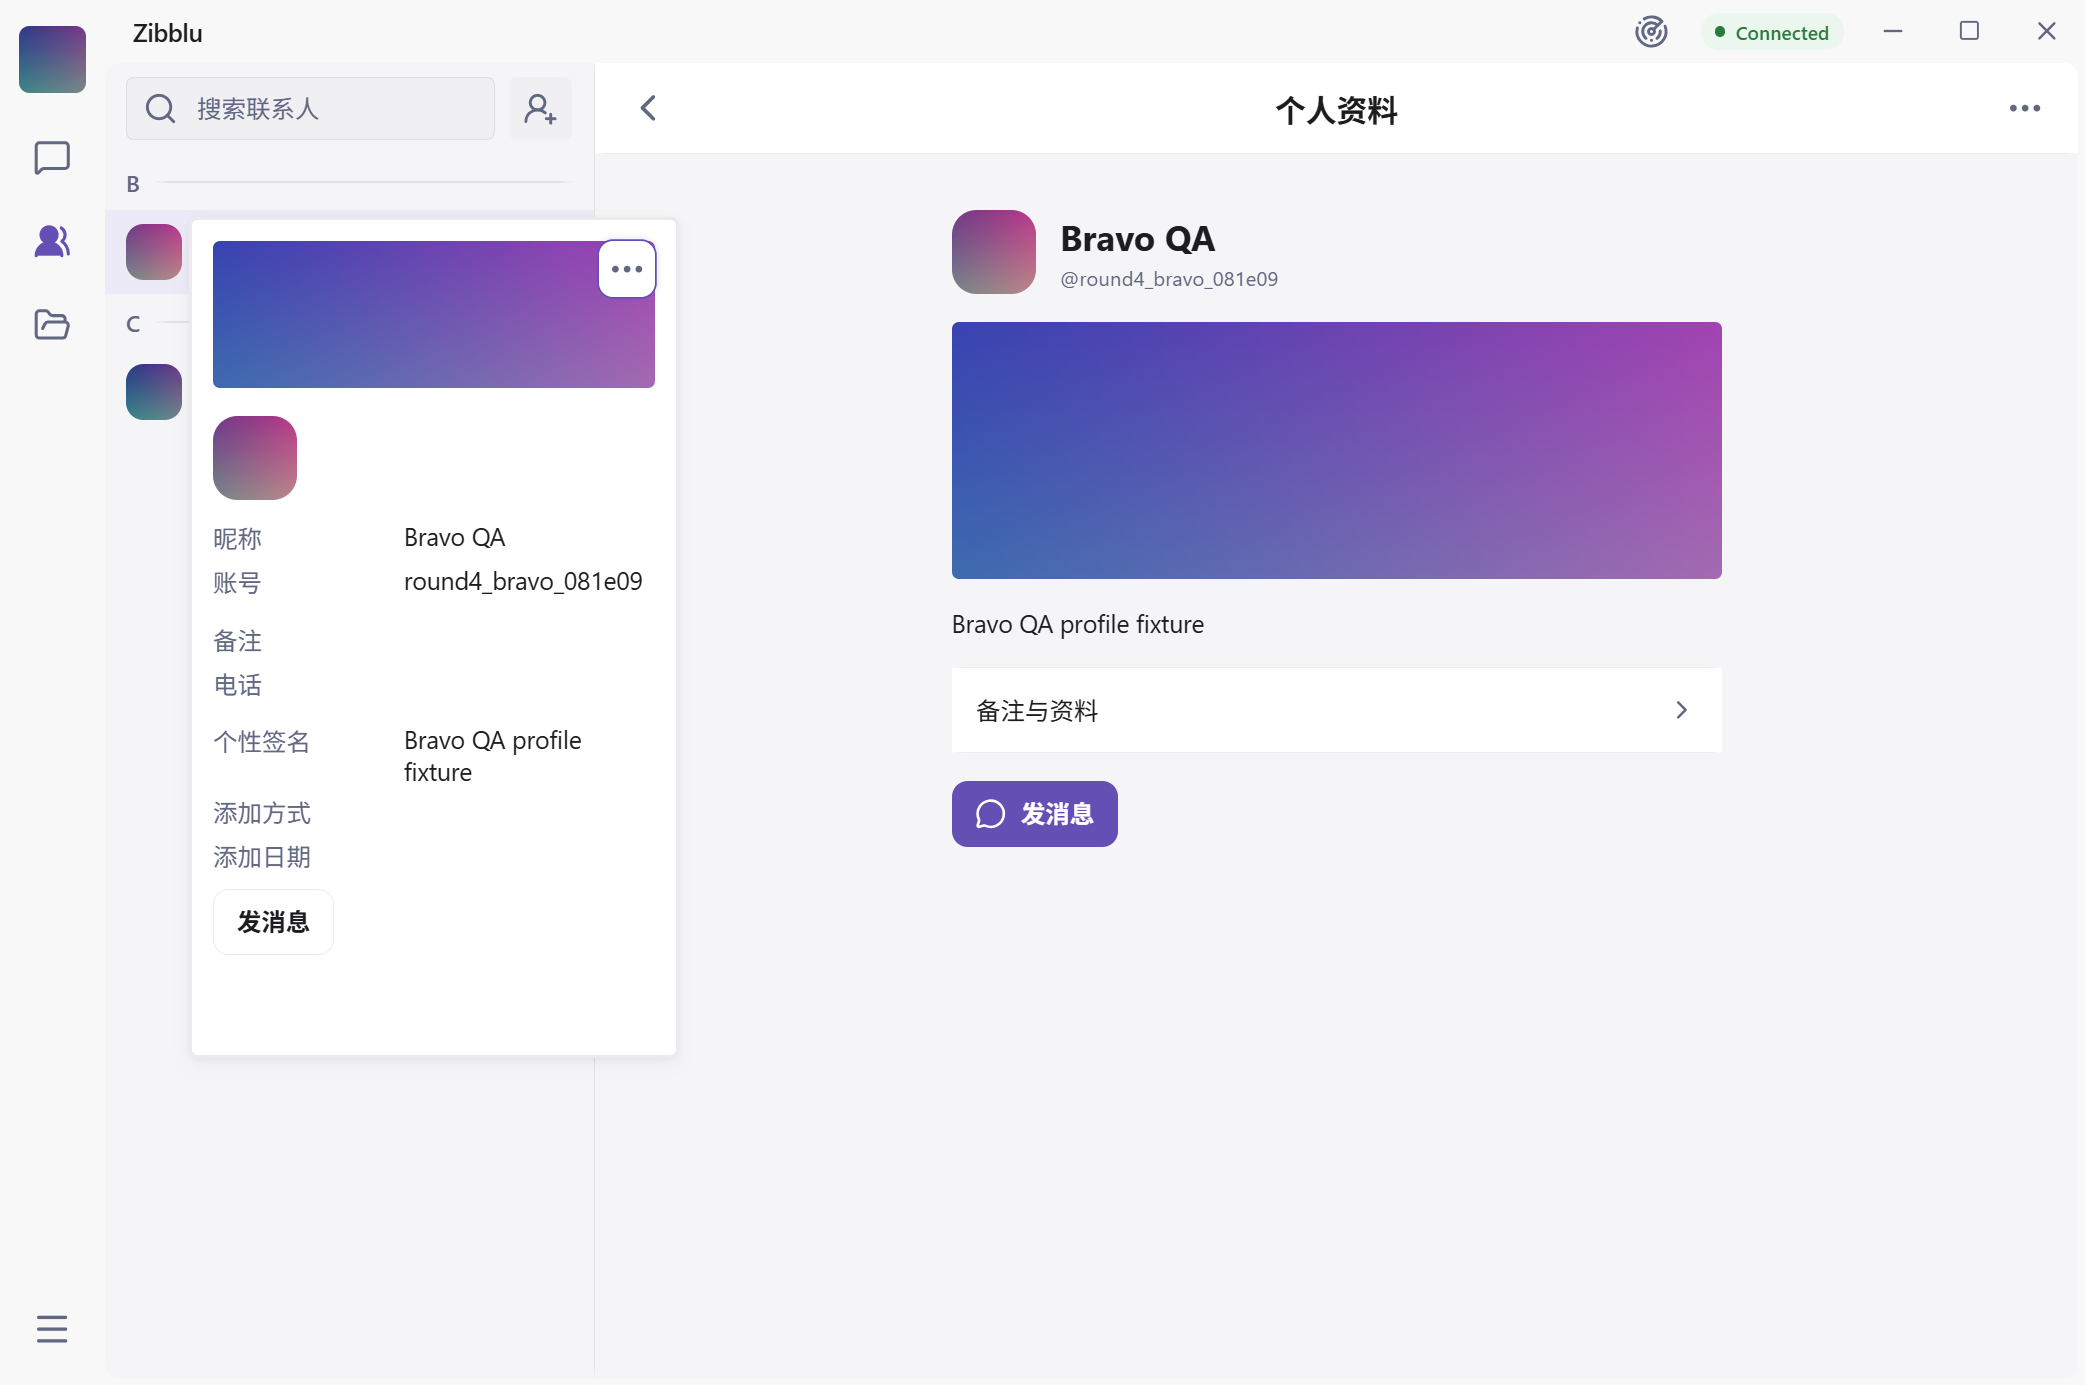 Zibblu
Connected
搜索联系人
个人资料
B
C
昵称 Bravo QA
账号 round4_bravo_081e09
备注
电话
个性签名 Bravo QA profile
fixture
添加方式
添加日期
发消息
Bravo QA
@round4_bravo_081e09
Bravo QA profile fixture
备注与资料
发消息